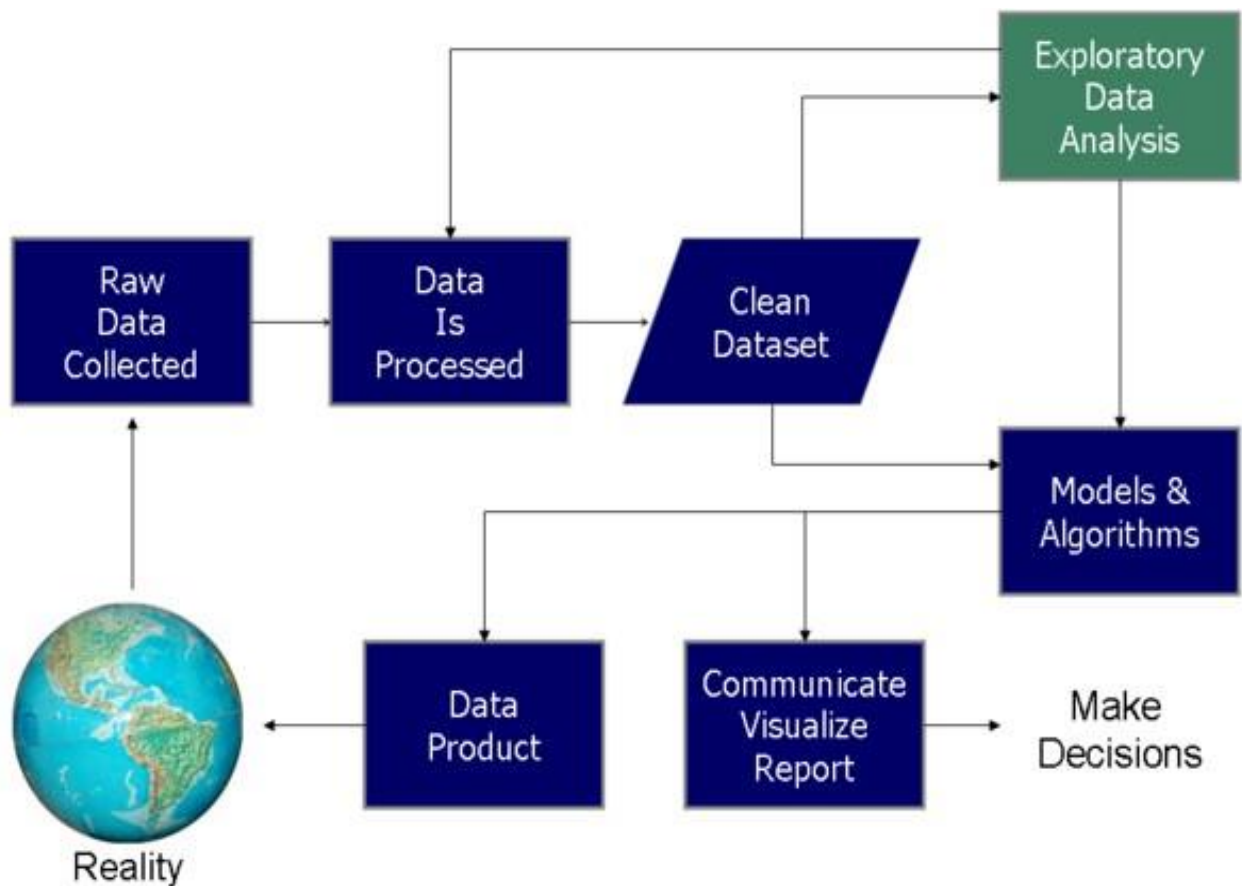 Exploratory
Data
Analysis
Raw
Data
Collected
Data
Is
Processed
Clean
Dataset
Models &
Algorithms
Data
Product
Communicate
Visualize
Report
Make
Decisions
Reality